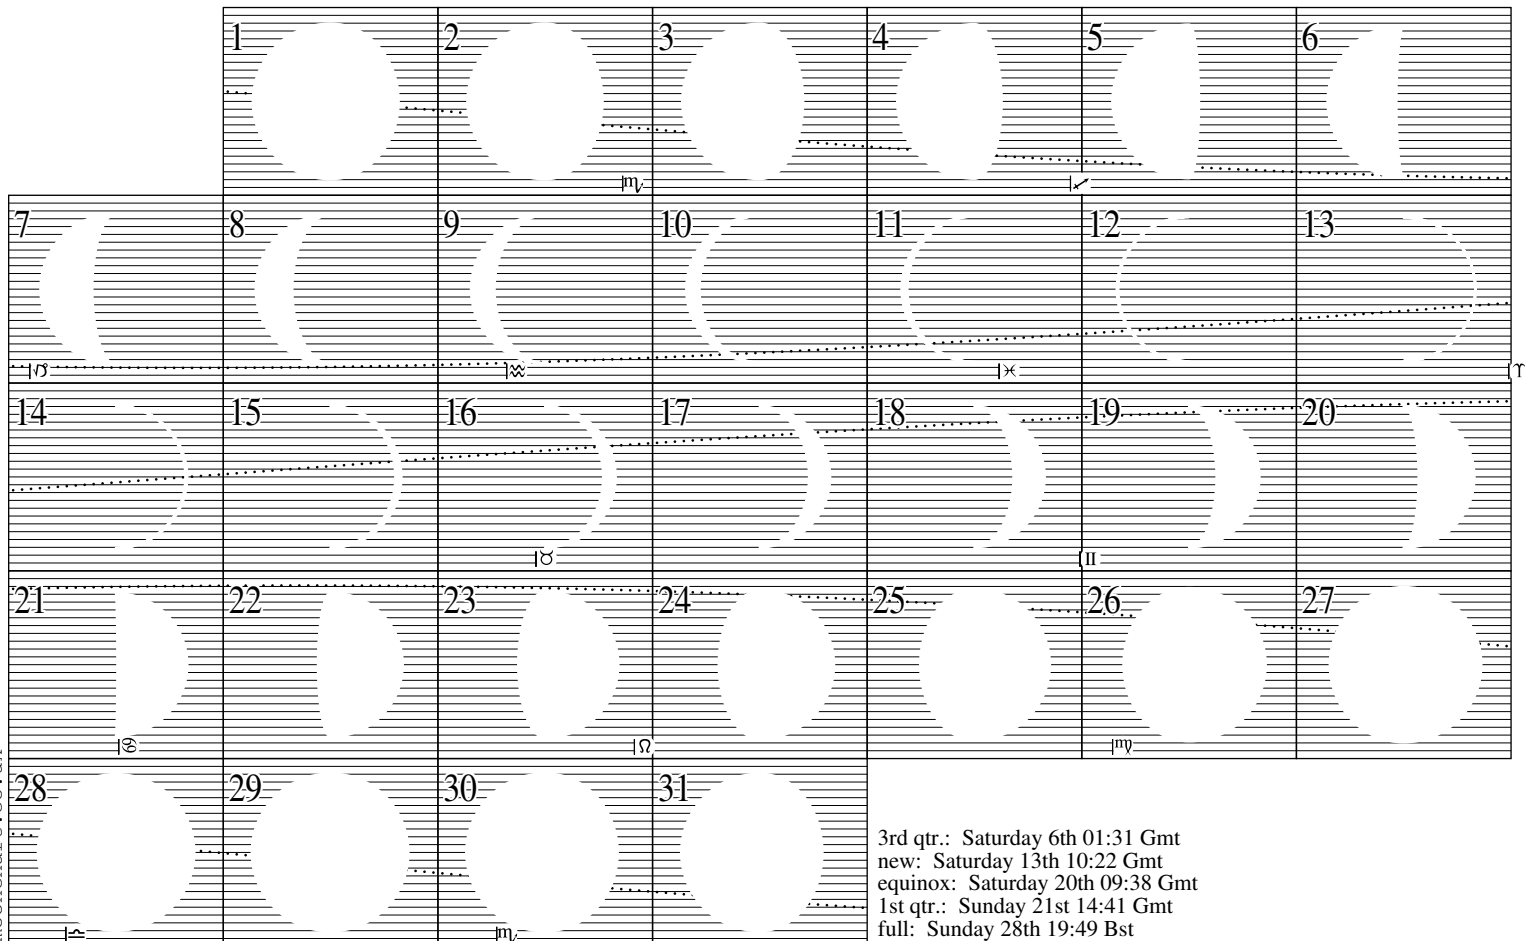 1 2 3 4 5 6
♏ ♐
7 8 9 10 11 12 13
♑ ♒ ♓ ♈
14 15 16 17 18 19 20
♉ ♊
21 22 23 24 25 26 27
♋ ♌ ♍
28 29 30 31
♎ ♏
3rd qtr.: Saturday 6th 01:31 Gmt
new: Saturday 13th 10:22 Gmt
equinox: Saturday 20th 09:38 Gmt
1st qtr.: Sunday 21st 14:41 Gmt
full: Sunday 28th 19:49 Bst